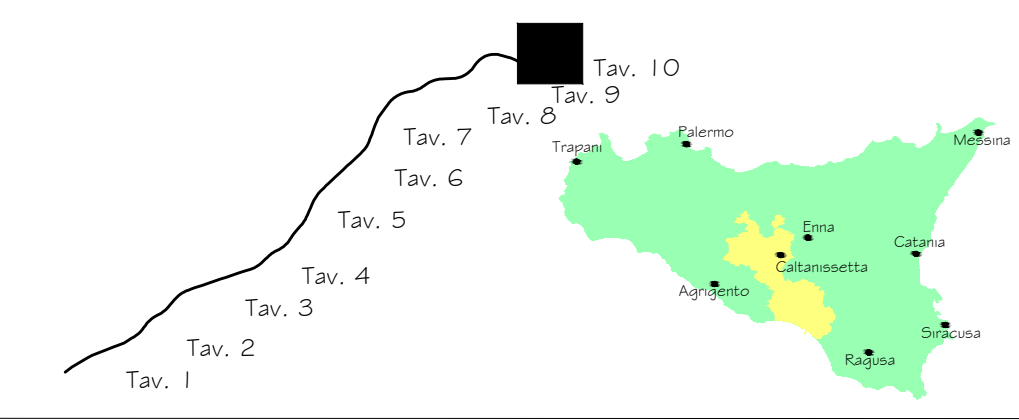 Tav. 10
Tav. 9
Tav. 8
Tav. 7
Tav. 6
Tav. 5
Tav. 4
Tav. 3
Tav. 2
Tav. 1
Palermo
Messina
Trapani
Enna
Catania
Caltanissetta
Agrigento
Siracusa
Ragusa